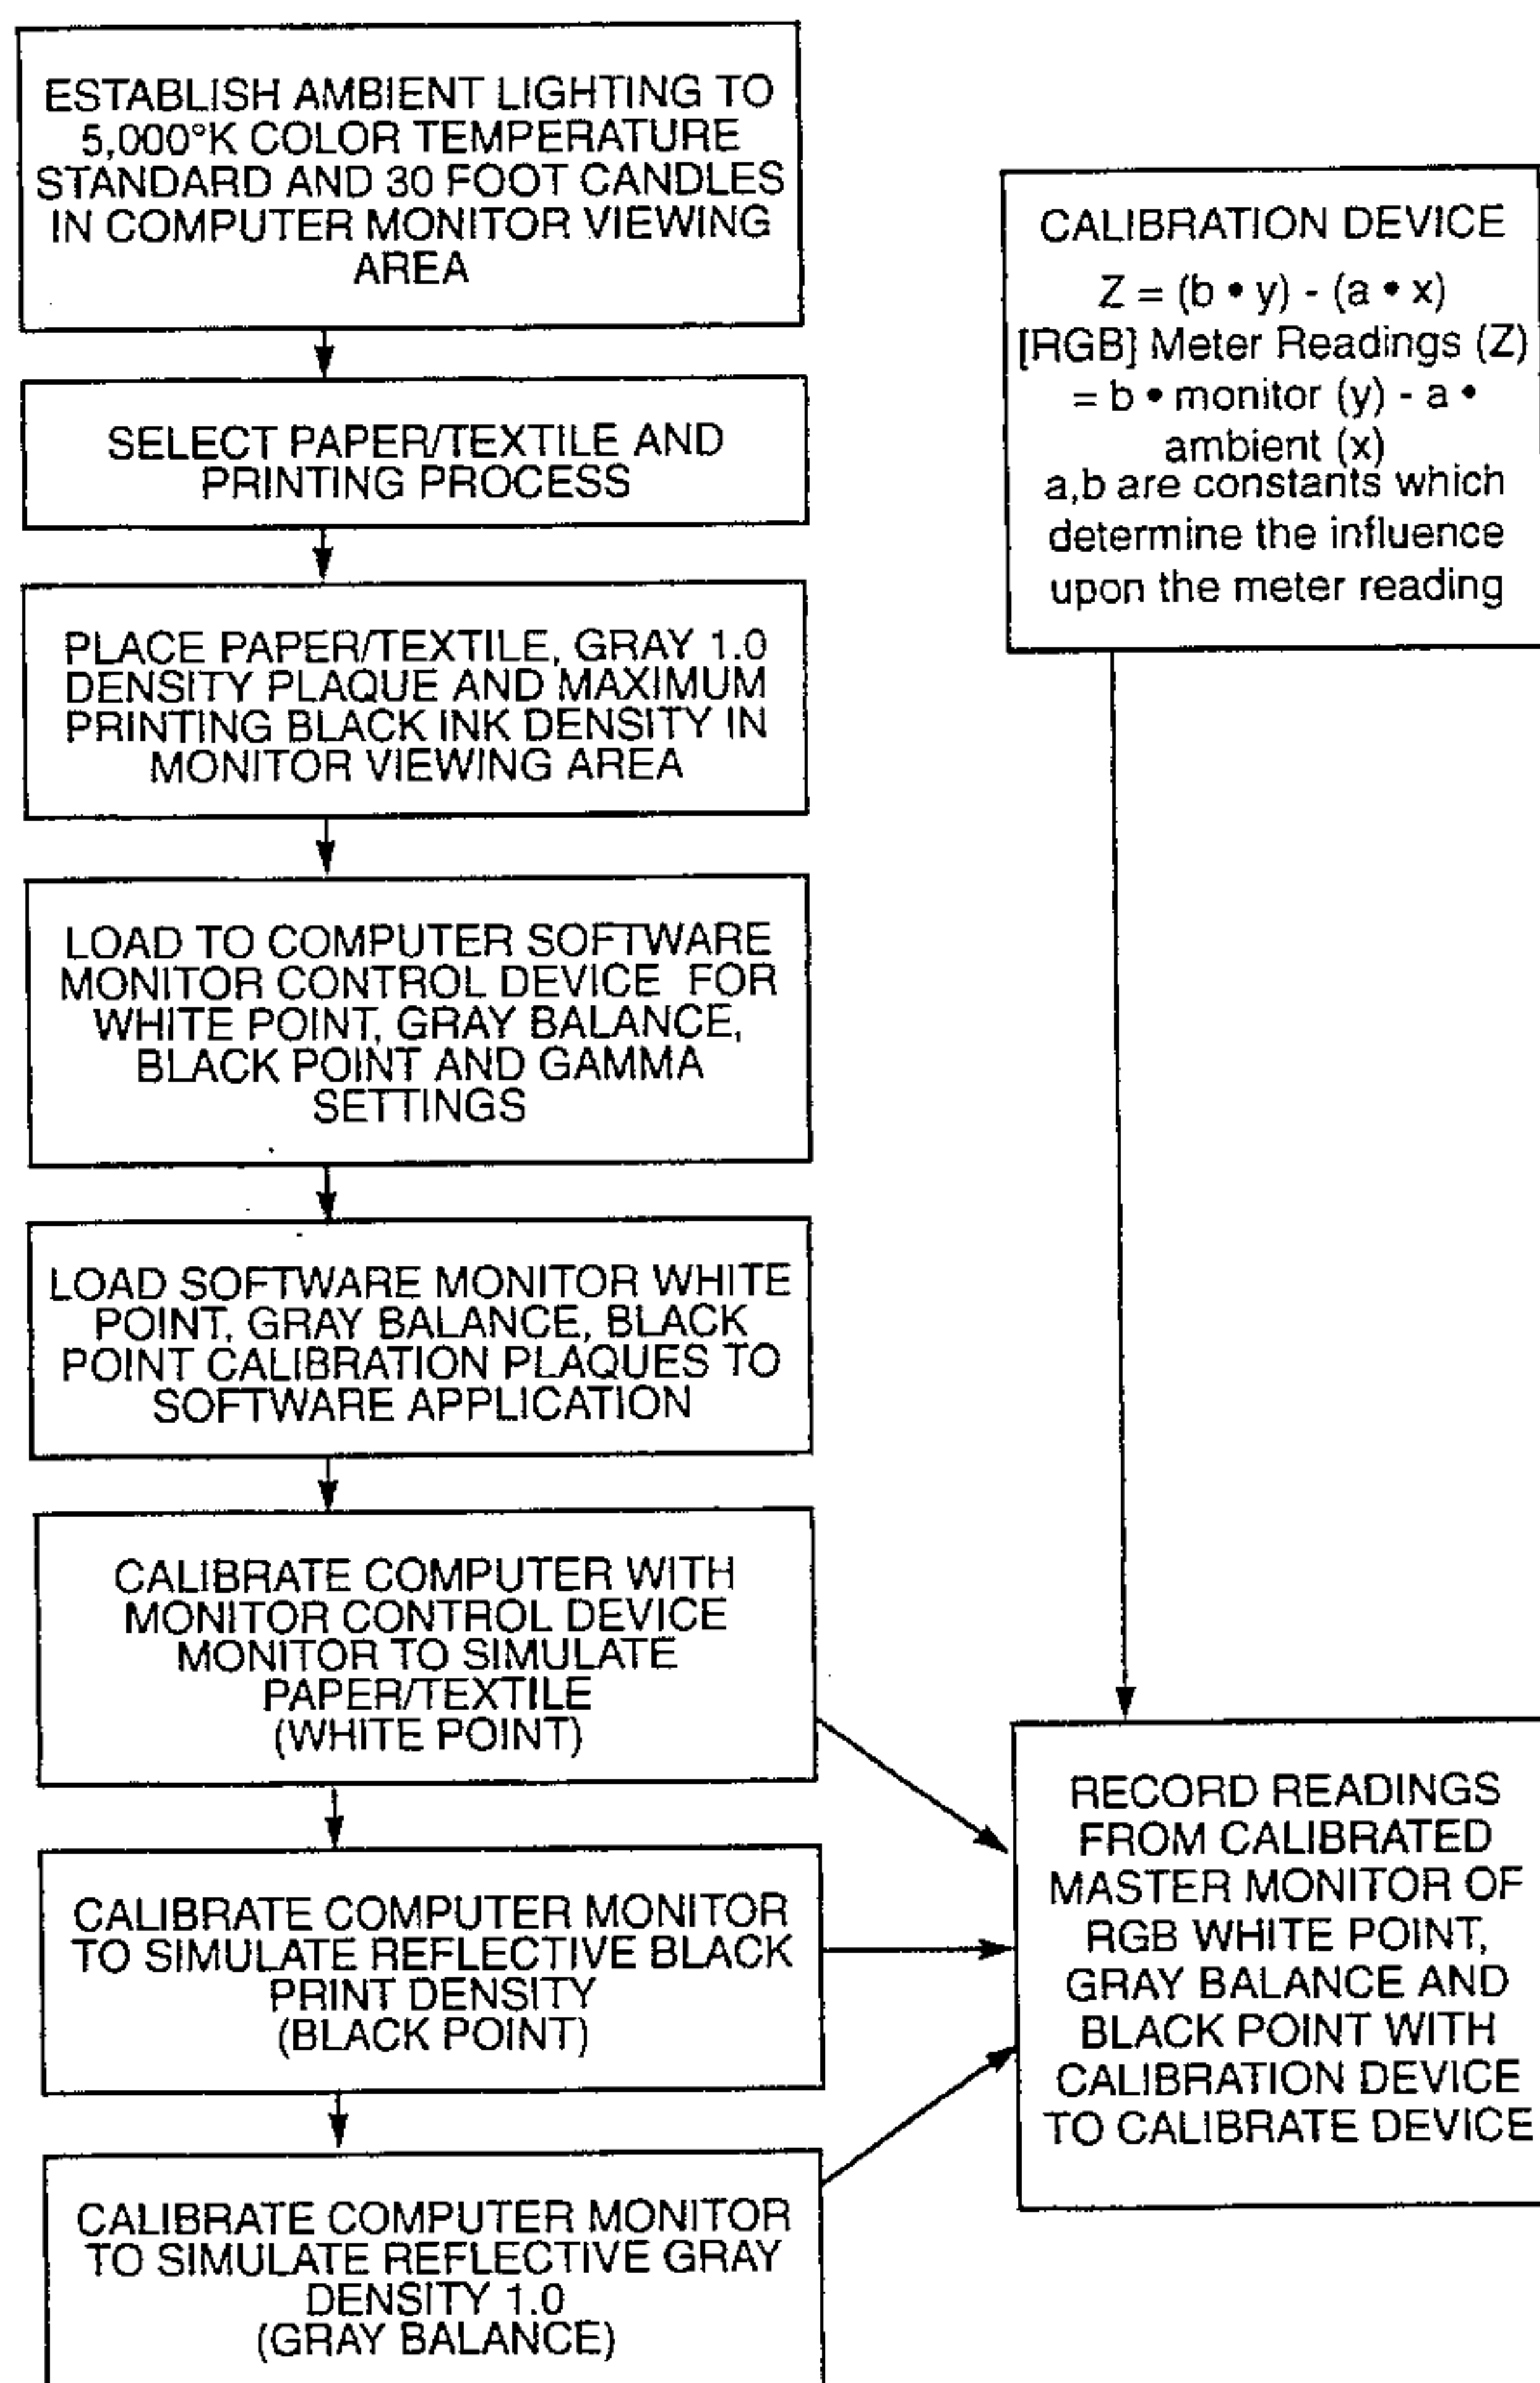 ESTABLISH AMBIENT LIGHTING TO
5,000°K COLOR TEMPERATURE
STANDARD AND 30 FOOT CANDLES
IN COMPUTER MONITOR VIEWING
AREA
SELECT PAPER/TEXTILE AND
PRINTING PROCESS
PLACE PAPER/TEXTILE, GRAY 1.0
DENSITY PLAQUE AND MAXIMUM
PRINTING BLACK INK DENSITY IN
MONITOR VIEWING AREA
LOAD TO COMPUTER SOFTWARE
MONITOR CONTROL DEVICE FOR
WHITE POINT, GRAY BALANCE,
BLACK POINT AND GAMMA
SETTINGS
LOAD SOFTWARE MONITOR WHITE
POINT, GRAY BALANCE, BLACK
POINT CALIBRATION PLAQUES TO
SOFTWARE APPLICATION
CALIBRATE COMPUTER WITH
MONITOR CONTROL DEVICE
MONITOR TO SIMULATE
PAPER/TEXTILE
(WHITE POINT)
CALIBRATE COMPUTER MONITOR
TO SIMULATE REFLECTIVE BLACK
PRINT DENSITY
(BLACK POINT)
CALIBRATE COMPUTER MONITOR
TO SIMULATE REFLECTIVE GRAY
DENSITY 1.0
(GRAY BALANCE)
CALIBRATION DEVICE
Z = (b • y) - (a • x)
[RGB] Meter Readings (Z)
= b • monitor (y) - a •
ambient (x)
a,b are constants which
determine the influence
upon the meter reading
RECORD READINGS
FROM CALIBRATED
MASTER MONITOR OF
RGB WHITE POINT,
GRAY BALANCE AND
BLACK POINT WITH
CALIBRATION DEVICE
TO CALIBRATE DEVICE